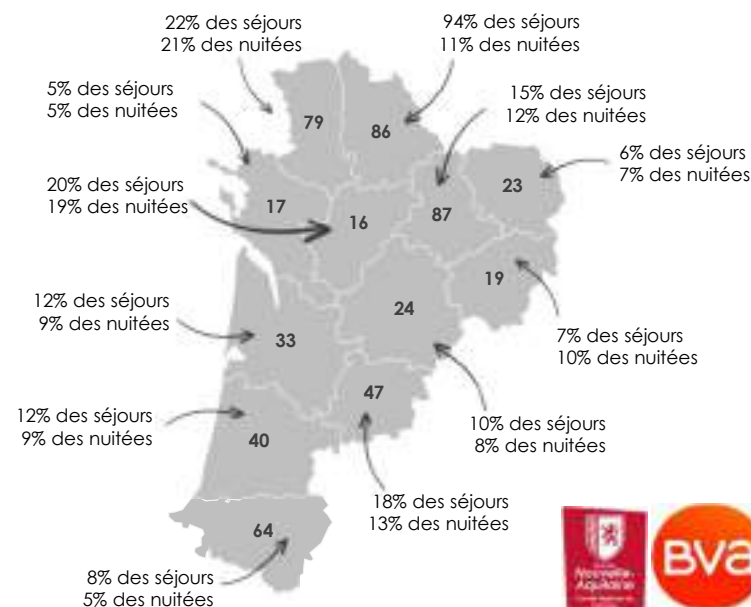 22% des séjours
21% des nuitées
94% des séjours
11% des nuitées
5% des séjours
5% des nuitées
15% des séjours
12% des nuitées
79
86
6% des séjours
7% des nuitées
20% des séjours
19% des nuitées
17
16
87
23
12% des séjours
9% des nuitées
33
24
19
7% des séjours
10% des nuitées
12% des séjours
9% des nuitées
40
47
10% des séjours
8% des nuitées
18% des séjours
13% des nuitées
64
8% des séjours
5% des nuitées
Nouvelle-
Aquitaine
BVA